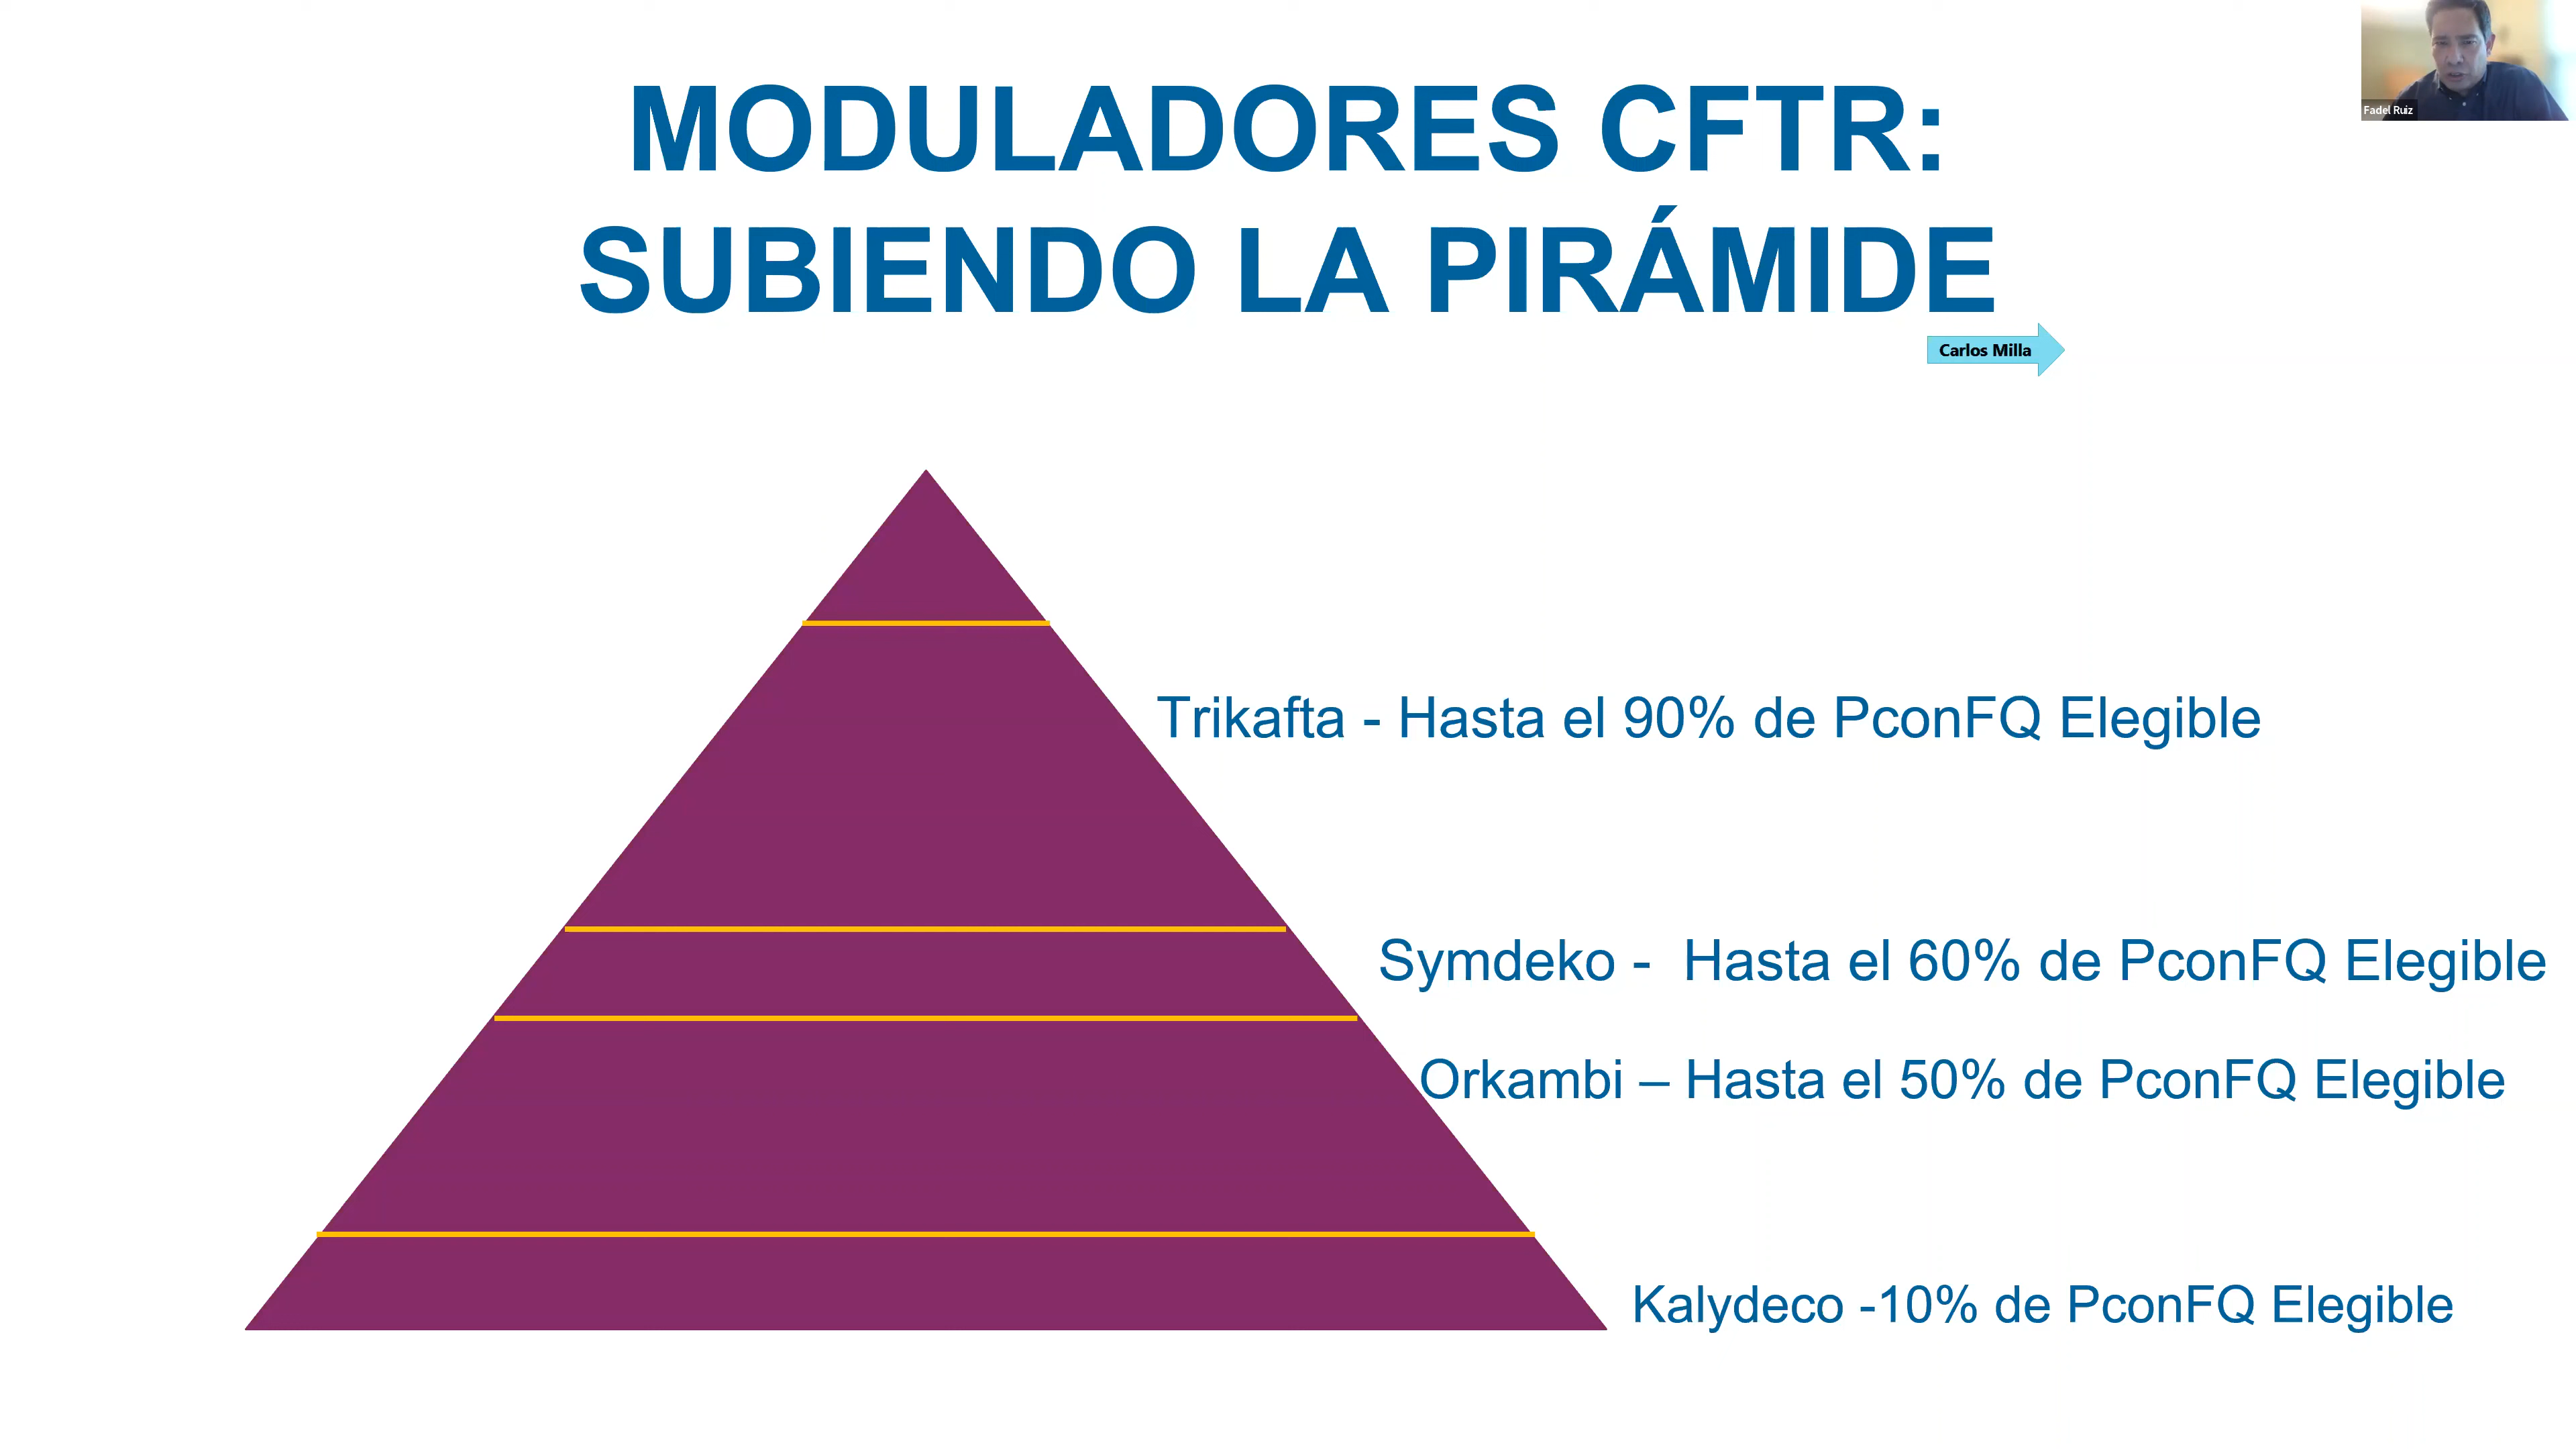 MODULADORES CFTR:
SUBIENDO LA PIRÁMIDE
Fadel Ruiz
Carlos Milla
Trikafta - Hasta el 90% de PconFQ Elegible
Symdeko - Hasta el 60% de PconFQ Elegible
Orkambi – Hasta el 50% de PconFQ Elegible
Kalydeco -10% de PconFQ Elegible